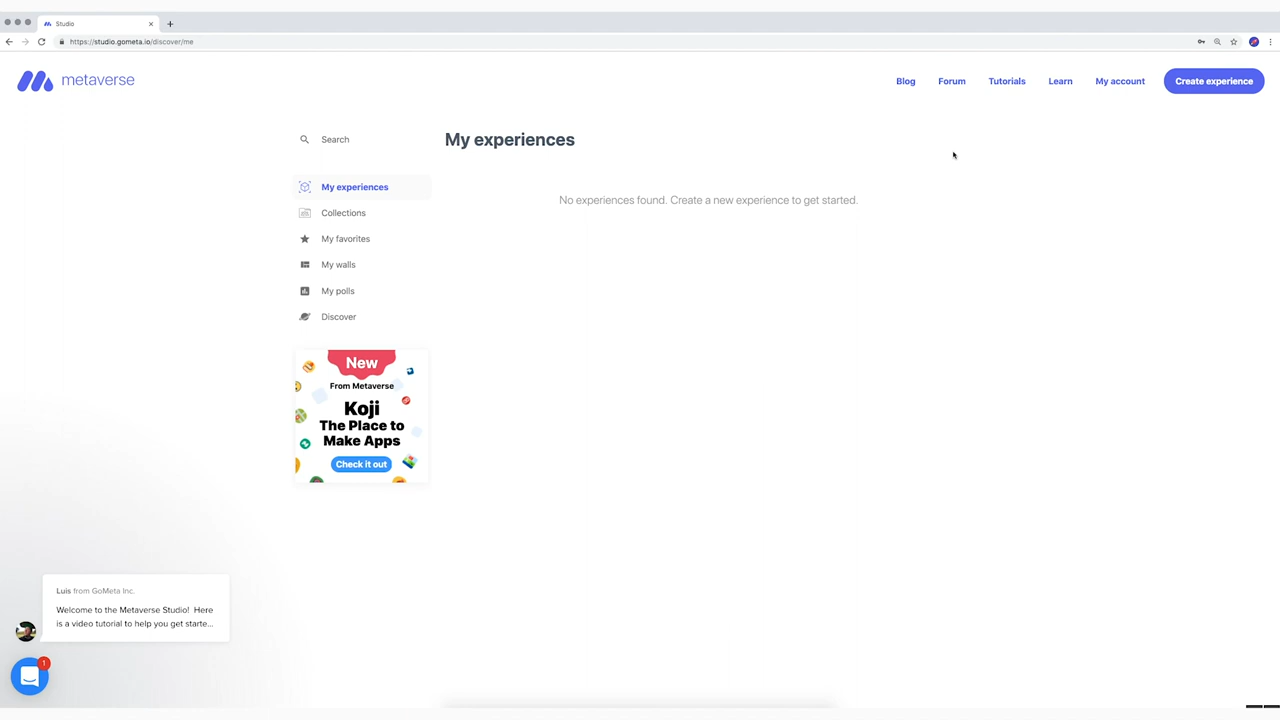 Studio
https://studio.gometa.io/discover/me
metaverse
Blog
Forum
Tutorials
Learn
My account
Create experience
Search
My experiences
Collections
My favorites
My walls
My polls
Discover
My experiences
No experiences found. Create a new experience to get started.
New
From Metaverse
Koji
The Place to
Make Apps
Check it out
Luis from GoMeta Inc.
Welcome to the Metaverse Studio! Here
is a video tutorial to help you get starte...
1